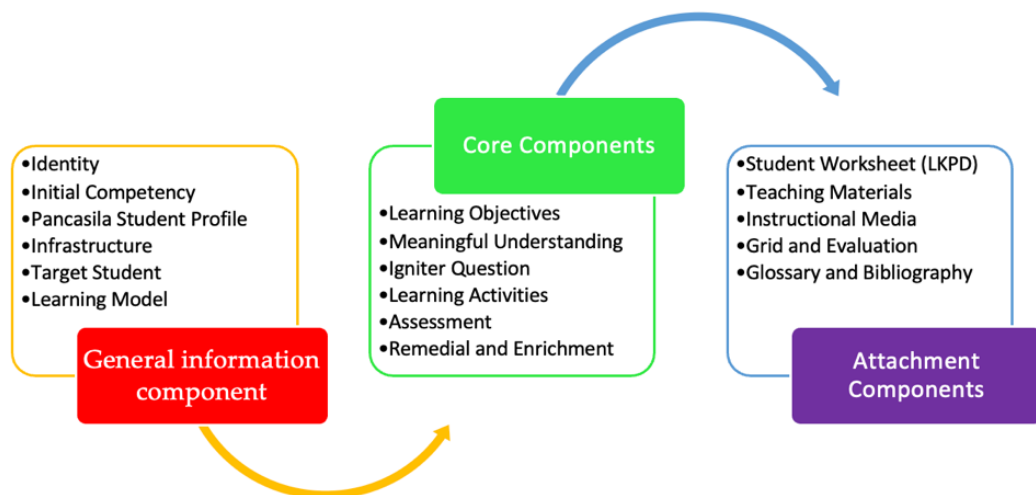 •Identity
•Initial Competency
•Pancasila Student Profile
•Infrastructure
•Target Student
•Learning Model
General information
component
Core Components
•Learning Objectives
•Meaningful Understanding
•Igniter Question
•Learning Activities
•Assessment
•Remedial and Enrichment
•Student Worksheet (LKPD)
•Teaching Materials
•Instructional Media
•Grid and Evaluation
•Glossary and Bibliography
Attachment
Components